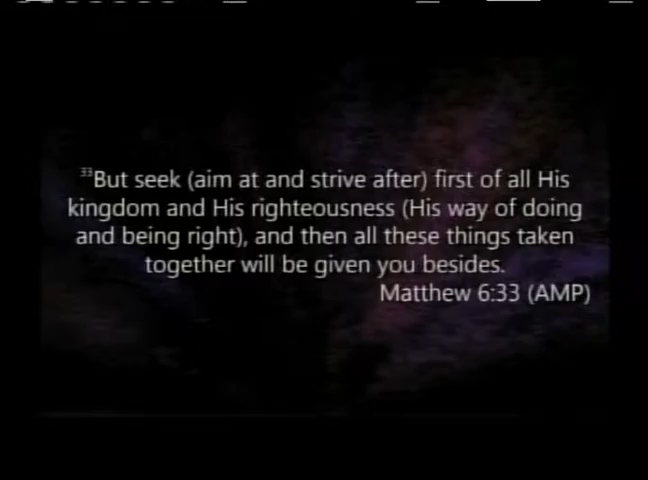 ³³But seek (aim at and strive after) first of all His
kingdom and His righteousness (His way of doing
and being right), and then all these things taken
together will be given you besides.
Matthew 6:33 (AMP)